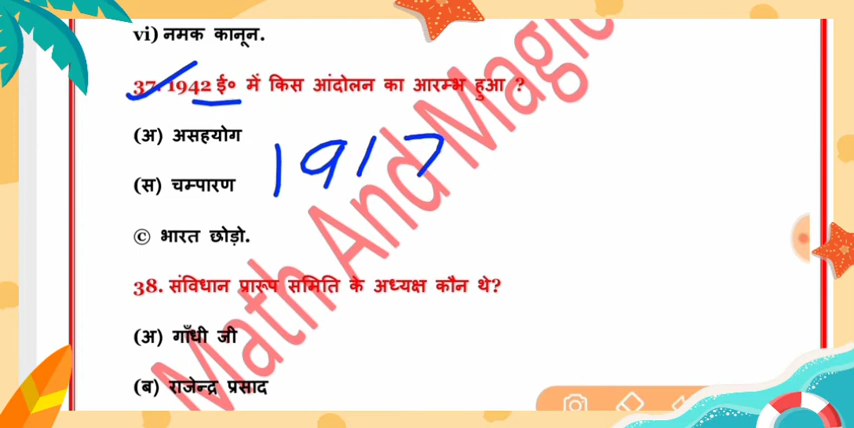 vi) नमक कानून.
37. 1942 ई० में किस आंदोलन का आरम्भ हुआ ?
(अ) असहयोग
(स) चम्पारण
1917
© भारत छोड़ो.
38. संविधान प्रारूप समिति के अध्यक्ष कौन थे?
(अ) गाँधी जी
(ब) राजेन्द्र प्रसाद
Math And Magic